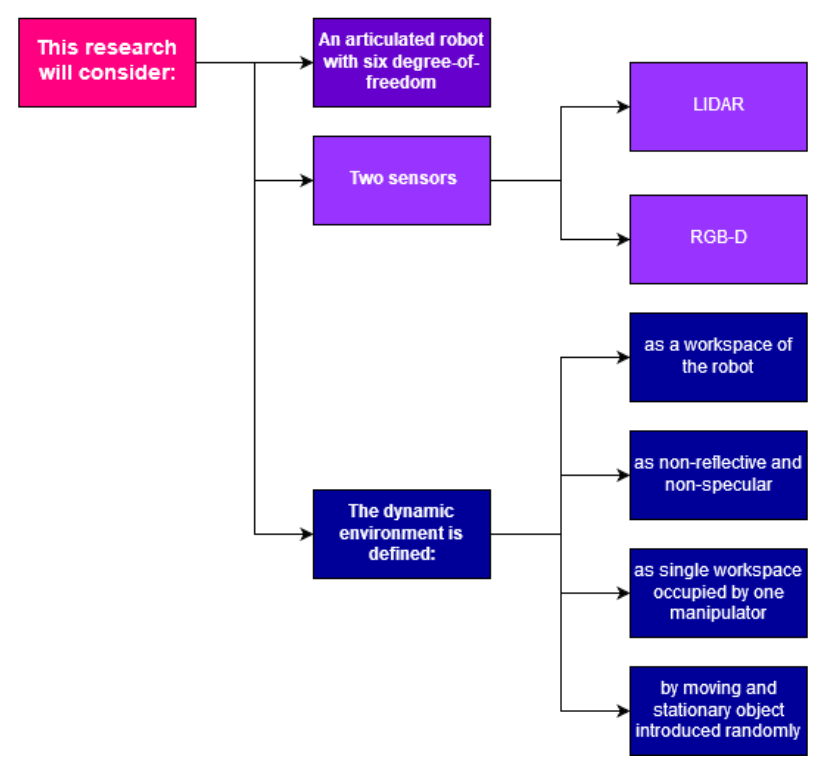 This research
will consider:
An articulated robot
with six degree-of-
freedom
Two sensors
LIDAR
RGB-D
The dynamic
environment is
defined:
as a workspace of
the robot
as non-reflective and
non-specular
as single workspace
occupied by one
manipulator
by moving and
stationary object
introduced randomly